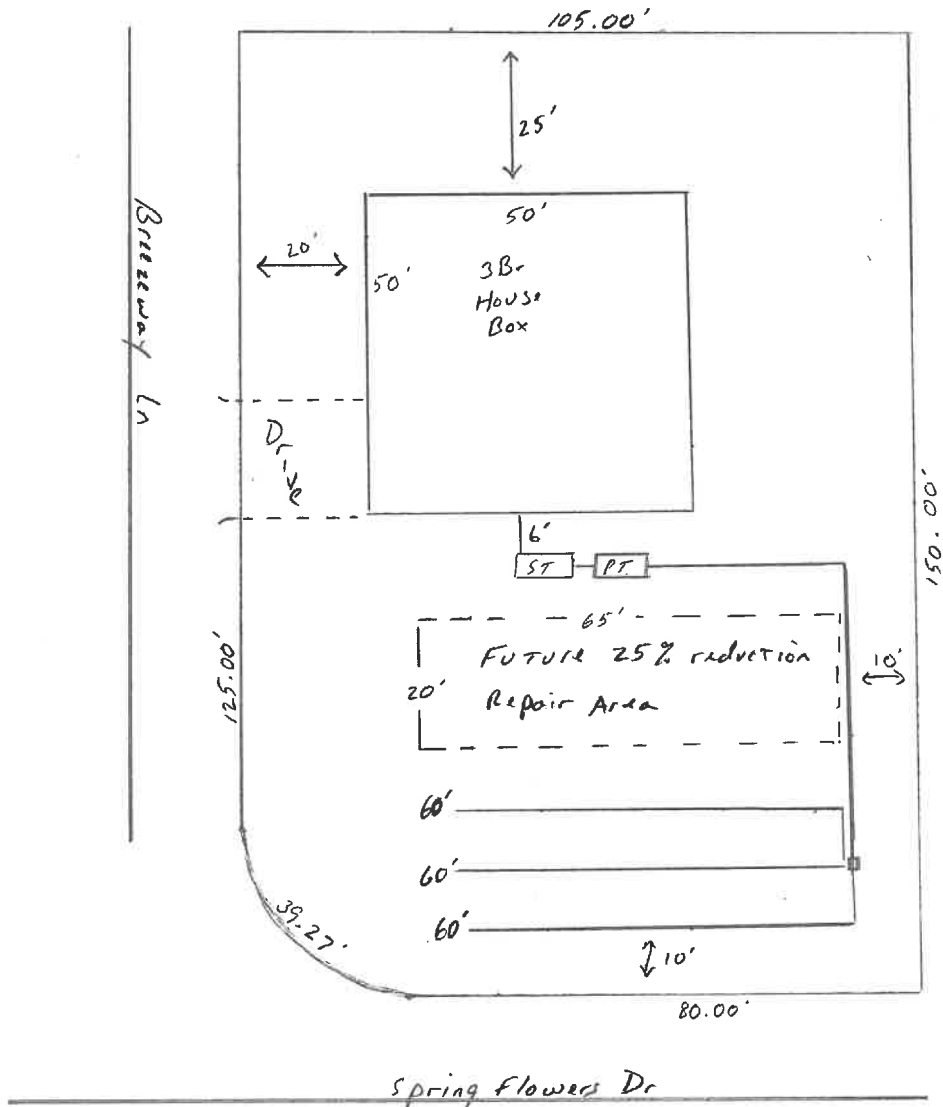 105.00'
25'
Breezeway Ln
20'
50'
50'
3Br
House
Box
Drive
6'
ST
PT.
150.00'
125.00'
65'
Future 25% reduction
20'
Repair Area
10'
60'
60'
60'
39.27'
10'
80.00'
Spring Flowers Dr